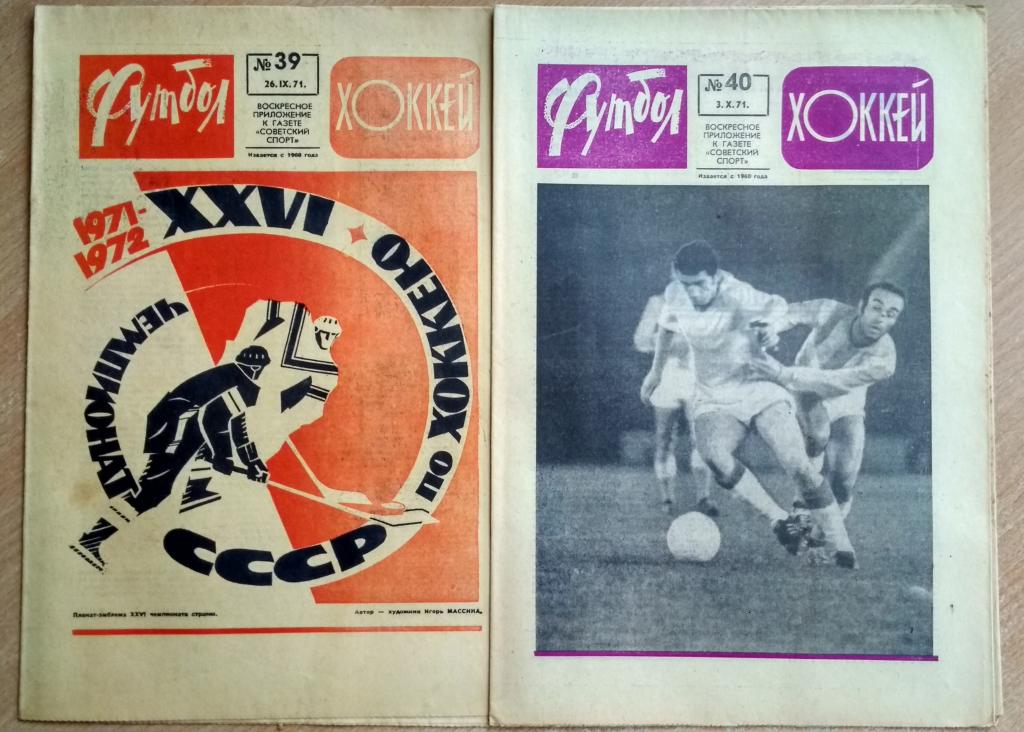 Футбол
№ 39
26.IX.71.
ВОСКРЕСНОЕ
ПРИЛОЖЕНИЕ
К ГАЗЕТЕ
«СОВЕТСКИЙ
СПОРТ»
Издается с 1960 года
ХОККЕЙ
1971-
1972
XXVI
ЧЕМПИОНАТ
СССР
по ХОККЕЮ
Плакат-эмблема XXVI чемпионата страны.
Автор — художник Игорь МАССИНА.
Футбол
№ 40
3.X.71.
ВОСКРЕСНОЕ
ПРИЛОЖЕНИЕ
К ГАЗЕТЕ
«СОВЕТСКИЙ
СПОРТ»
Издается с 1960 года
ХОККЕЙ